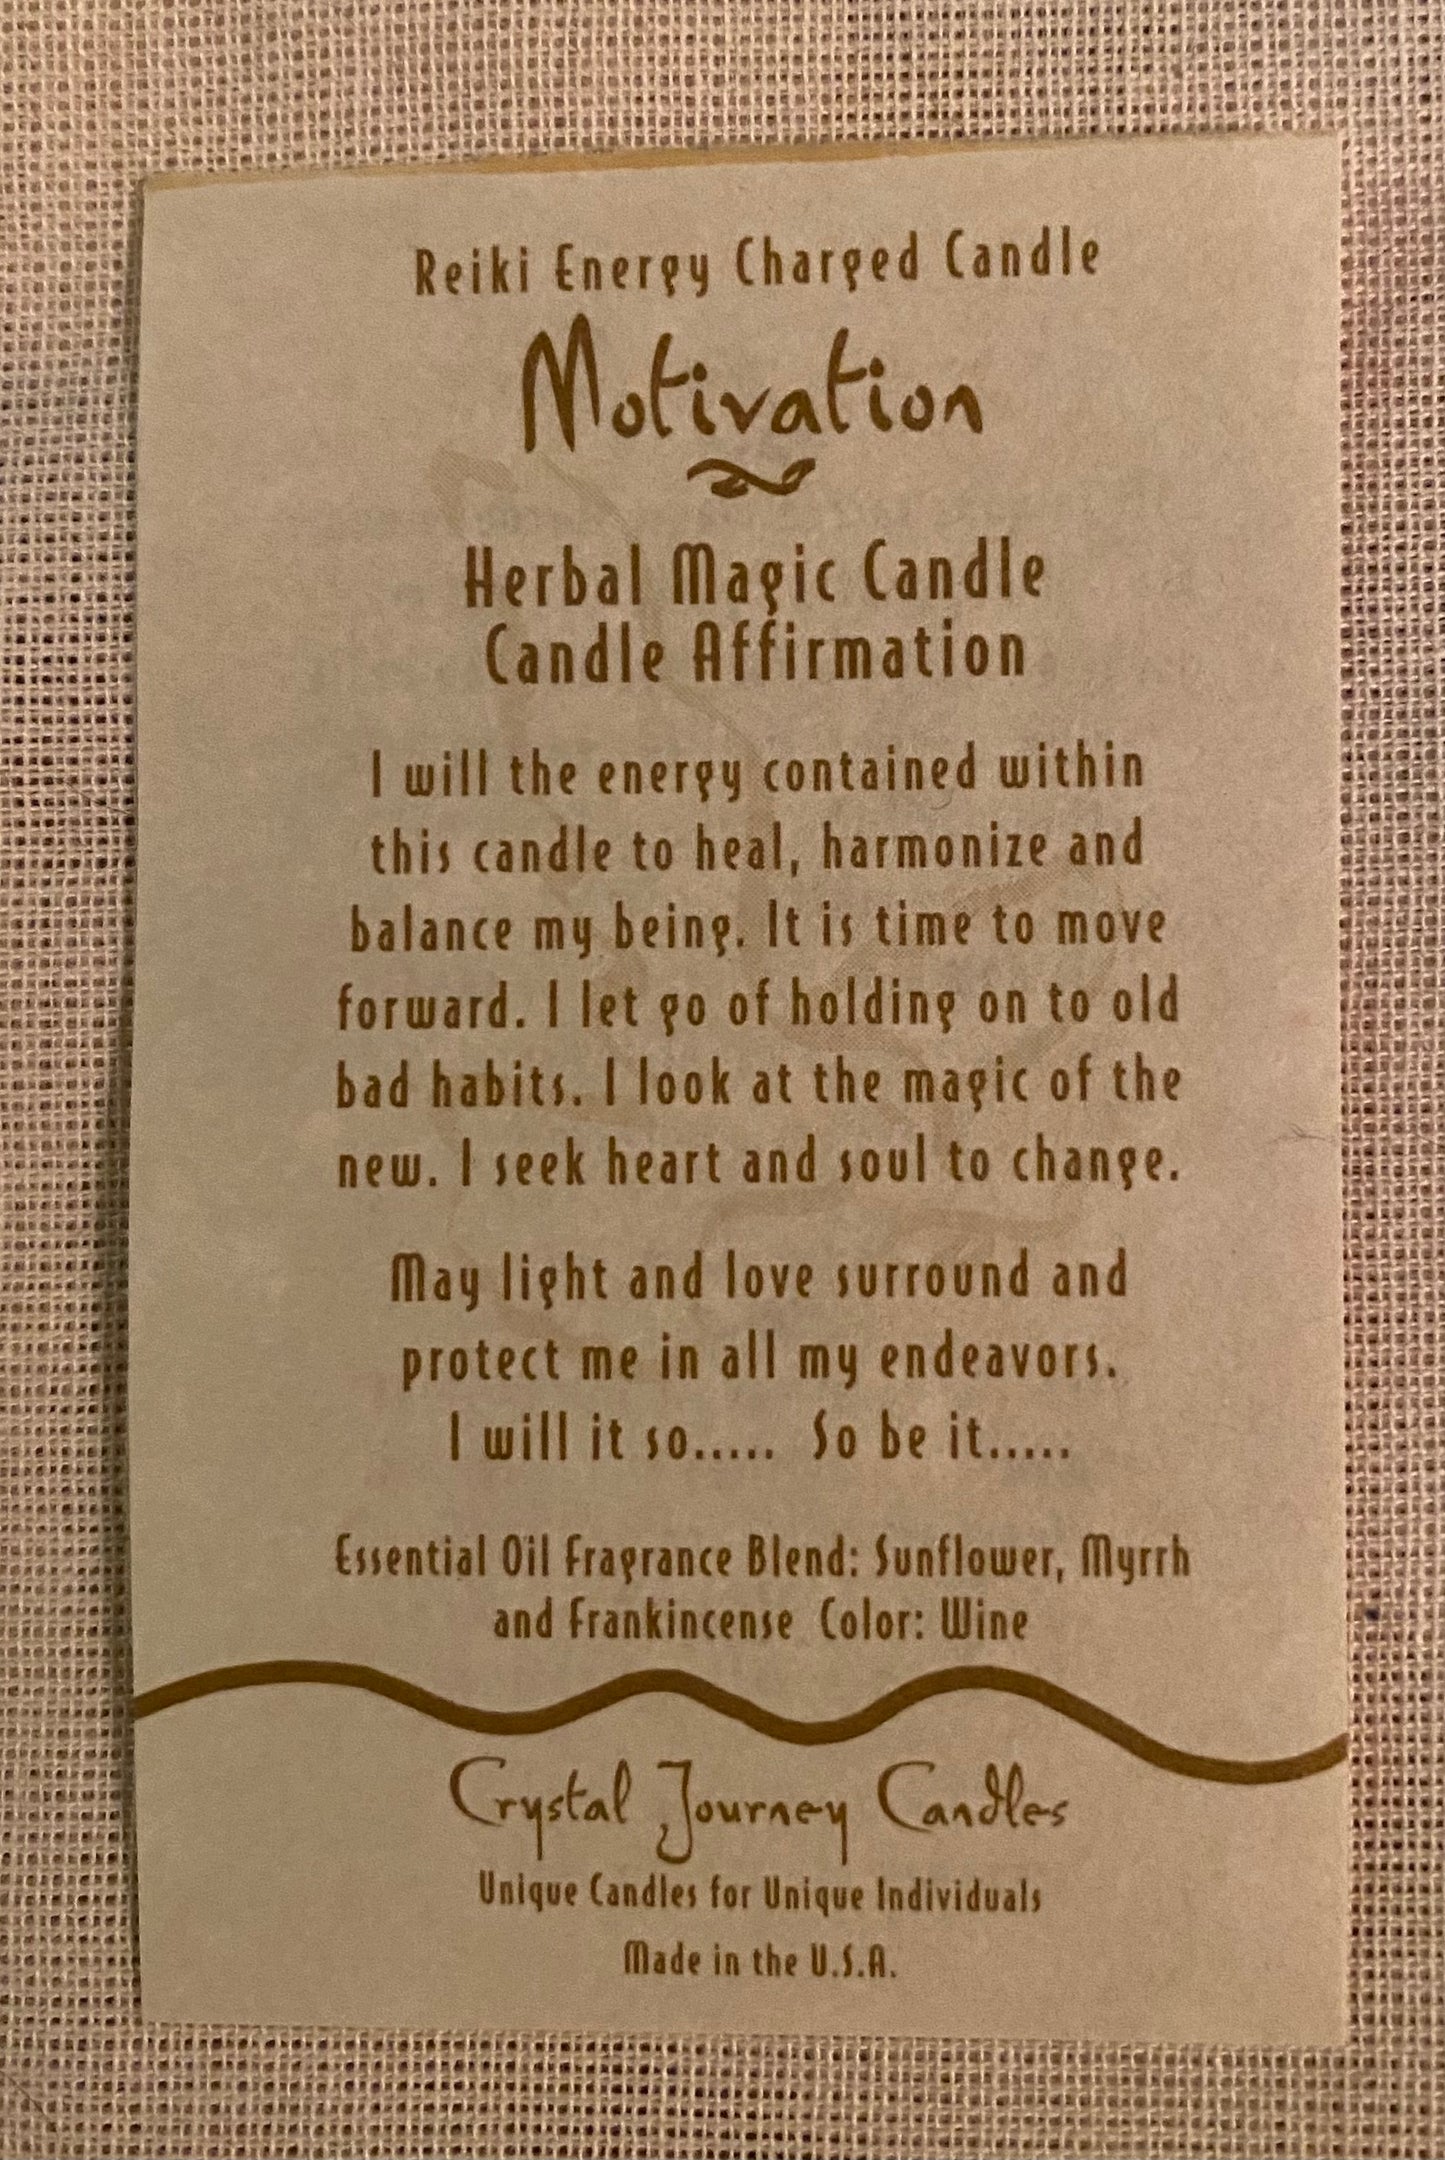 Reiki Energy Charged Candle
Motivation
Herbal Magic Candle
Candle Affirmation
I will the energy contained within
this candle to heal, harmonize and
balance my being. It is time to move
forward. I let go of holding on to old
bad habits. I look at the magic of the
new. I seek heart and soul to change.
May light and love surround and
protect me in all my endeavors.
I will it so..... So be it.....
Essential Oil Fragrance Blend: Sunflower, Myrrh
and Frankincense Color: Wine
Crystal Journey Candles
Unique Candles for Unique Individuals
Made in the U.S.A.